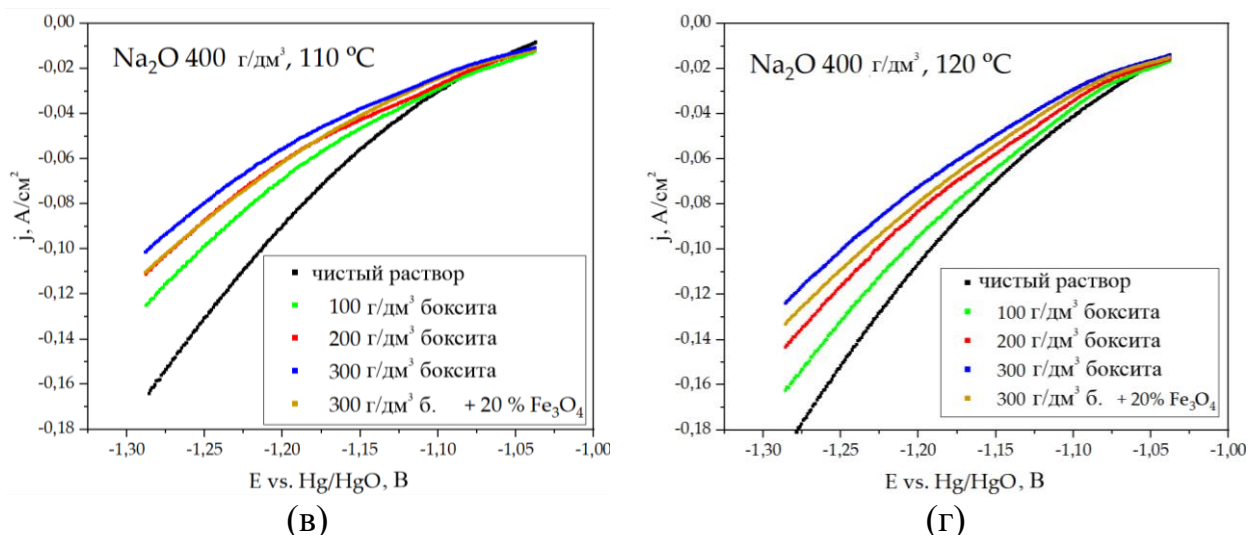 0,00
-0,02
-0,04
-0,06
-0,08
-0,10
-0,12
-0,14
-0,16
-0,18
j, А/см²
Na₂O 400 г/дм³, 110 ºC
чистый раствор
100 г/дм³ боксита
200 г/дм³ боксита
300 г/дм³ боксита
300 г/дм³ б. + 20 % Fe₃O₄
-1,30 -1,25 -1,20 -1,15 -1,10 -1,05 -1,00
E vs. Hg/HgO, В
(в)
0,00
-0,02
-0,04
-0,06
-0,08
-0,10
-0,12
-0,14
-0,16
-0,18
j, А/см²
Na₂O 400 г/дм³, 120 ºC
чистый раствор
100 г/дм³ боксита
200 г/дм³ боксита
300 г/дм³ боксита
300 г/дм³ б. + 20% Fe₃O₄
-1,30 -1,25 -1,20 -1,15 -1,10 -1,05 -1,00
E vs. Hg/HgO, В
(г)